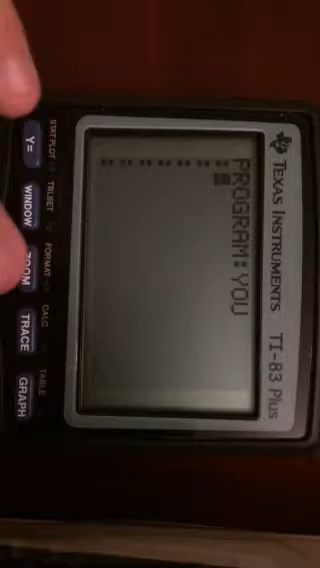 TEXAS INSTRUMENTS TI-83 Plus
PROGRAM:YOU
:
:
:
:
:
:
:
STAT PLOT TBLSET FORMAT CALC TABLE
Y= WINDOW ZOOM TRACE GRAPH